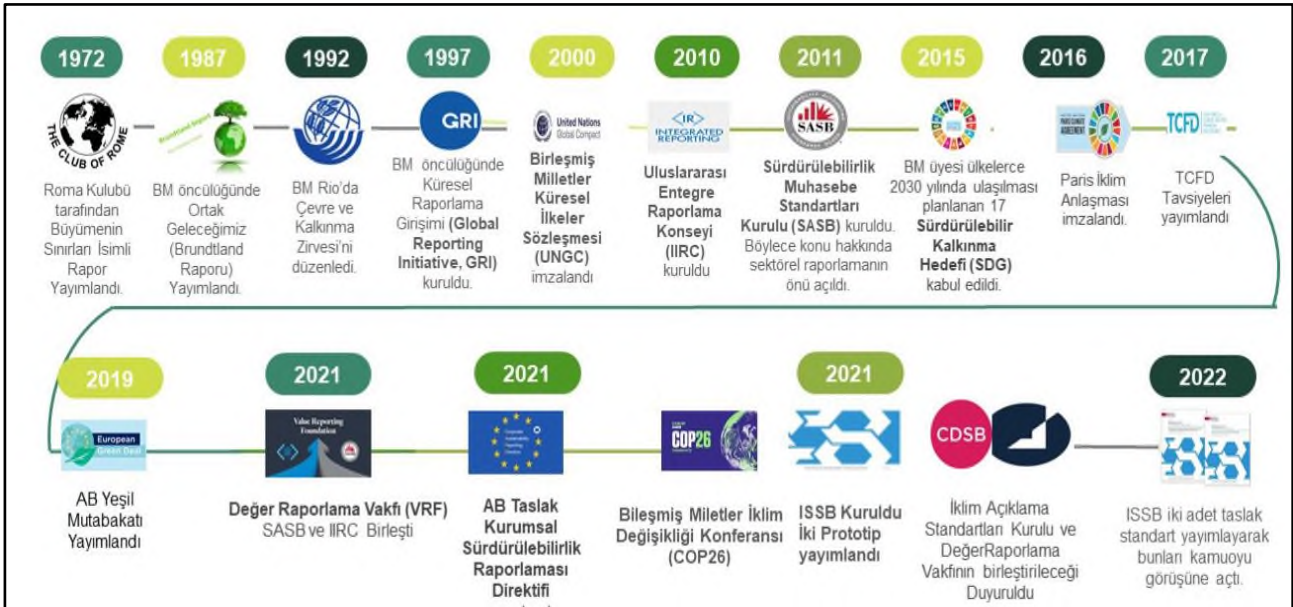 1972
1987
1992
1997
2000
2010
2011
2015
2016
2017
THE CLUB OF ROME
GRI
United Nations
Global Compact
<IR>
INTEGRATED
REPORTING
SASB
TCFD
Roma Kulubü
tarafından
Büyümenin
Sınırları İsimli
Rapor
Yayımlandı.
BM öncülüğünde
Ortak
Geleceğimiz
(Brundtland
Raporu)
Yayımlandı.
BM Rio’da
Çevre ve
Kalkınma
Zirvesi’ni
düzenledi.
BM öncülüğünde
Küresel
Raporlama
Girişimi (Global
Reporting
Initiative, GRI)
kuruldu.
Birleşmiş
Milletler
Küresel
İlkeler
Sözleşmesi
(UNGC)
imzalandı
Uluslararası
Entegre
Raporlama
Konseyi
(IIRC)
kuruldu
Sürdürülebilirlik
Muhasebe
Standartları
Kurulu (SASB) kuruldu.
Böylece konu hakkında
sektörel raporlamanın
önü açıldı.
BM üyesi ülkelerce
2030 yılında ulaşılması
planlanan 17
Sürdürülebilir
Kalkınma
Hedefi (SDG)
kabul edildi.
Paris İklim
Anlaşması
imzalandı.
TCFD
Tavsiyeleri
yayımlandı
2019
2021
2021
2021
2022
European
Green Deal
Value Reporting
Foundation
COP26
CDSB
AB Yeşil
Mutabakatı
Yayımlandı
Değer Raporlama Vakfı (VRF)
SASB ve IIRC Birleşti
AB Taslak
Kurumsal
Sürdürülebilirlik
Raporlaması
Direktifi
Bileşmiş Miletler İklim
Değişikliği Konferansı
(COP26)
ISSB Kuruldu
İki Prototip
yayımlandı
İklim Açıklama
Standartları Kurulu ve
DeğerRaporlama
Vakfının birleştirileceği
Duyuruldu
ISSB iki adet taslak
standart yayımlayarak
bunları kamuoyu
görüşüne açtı.